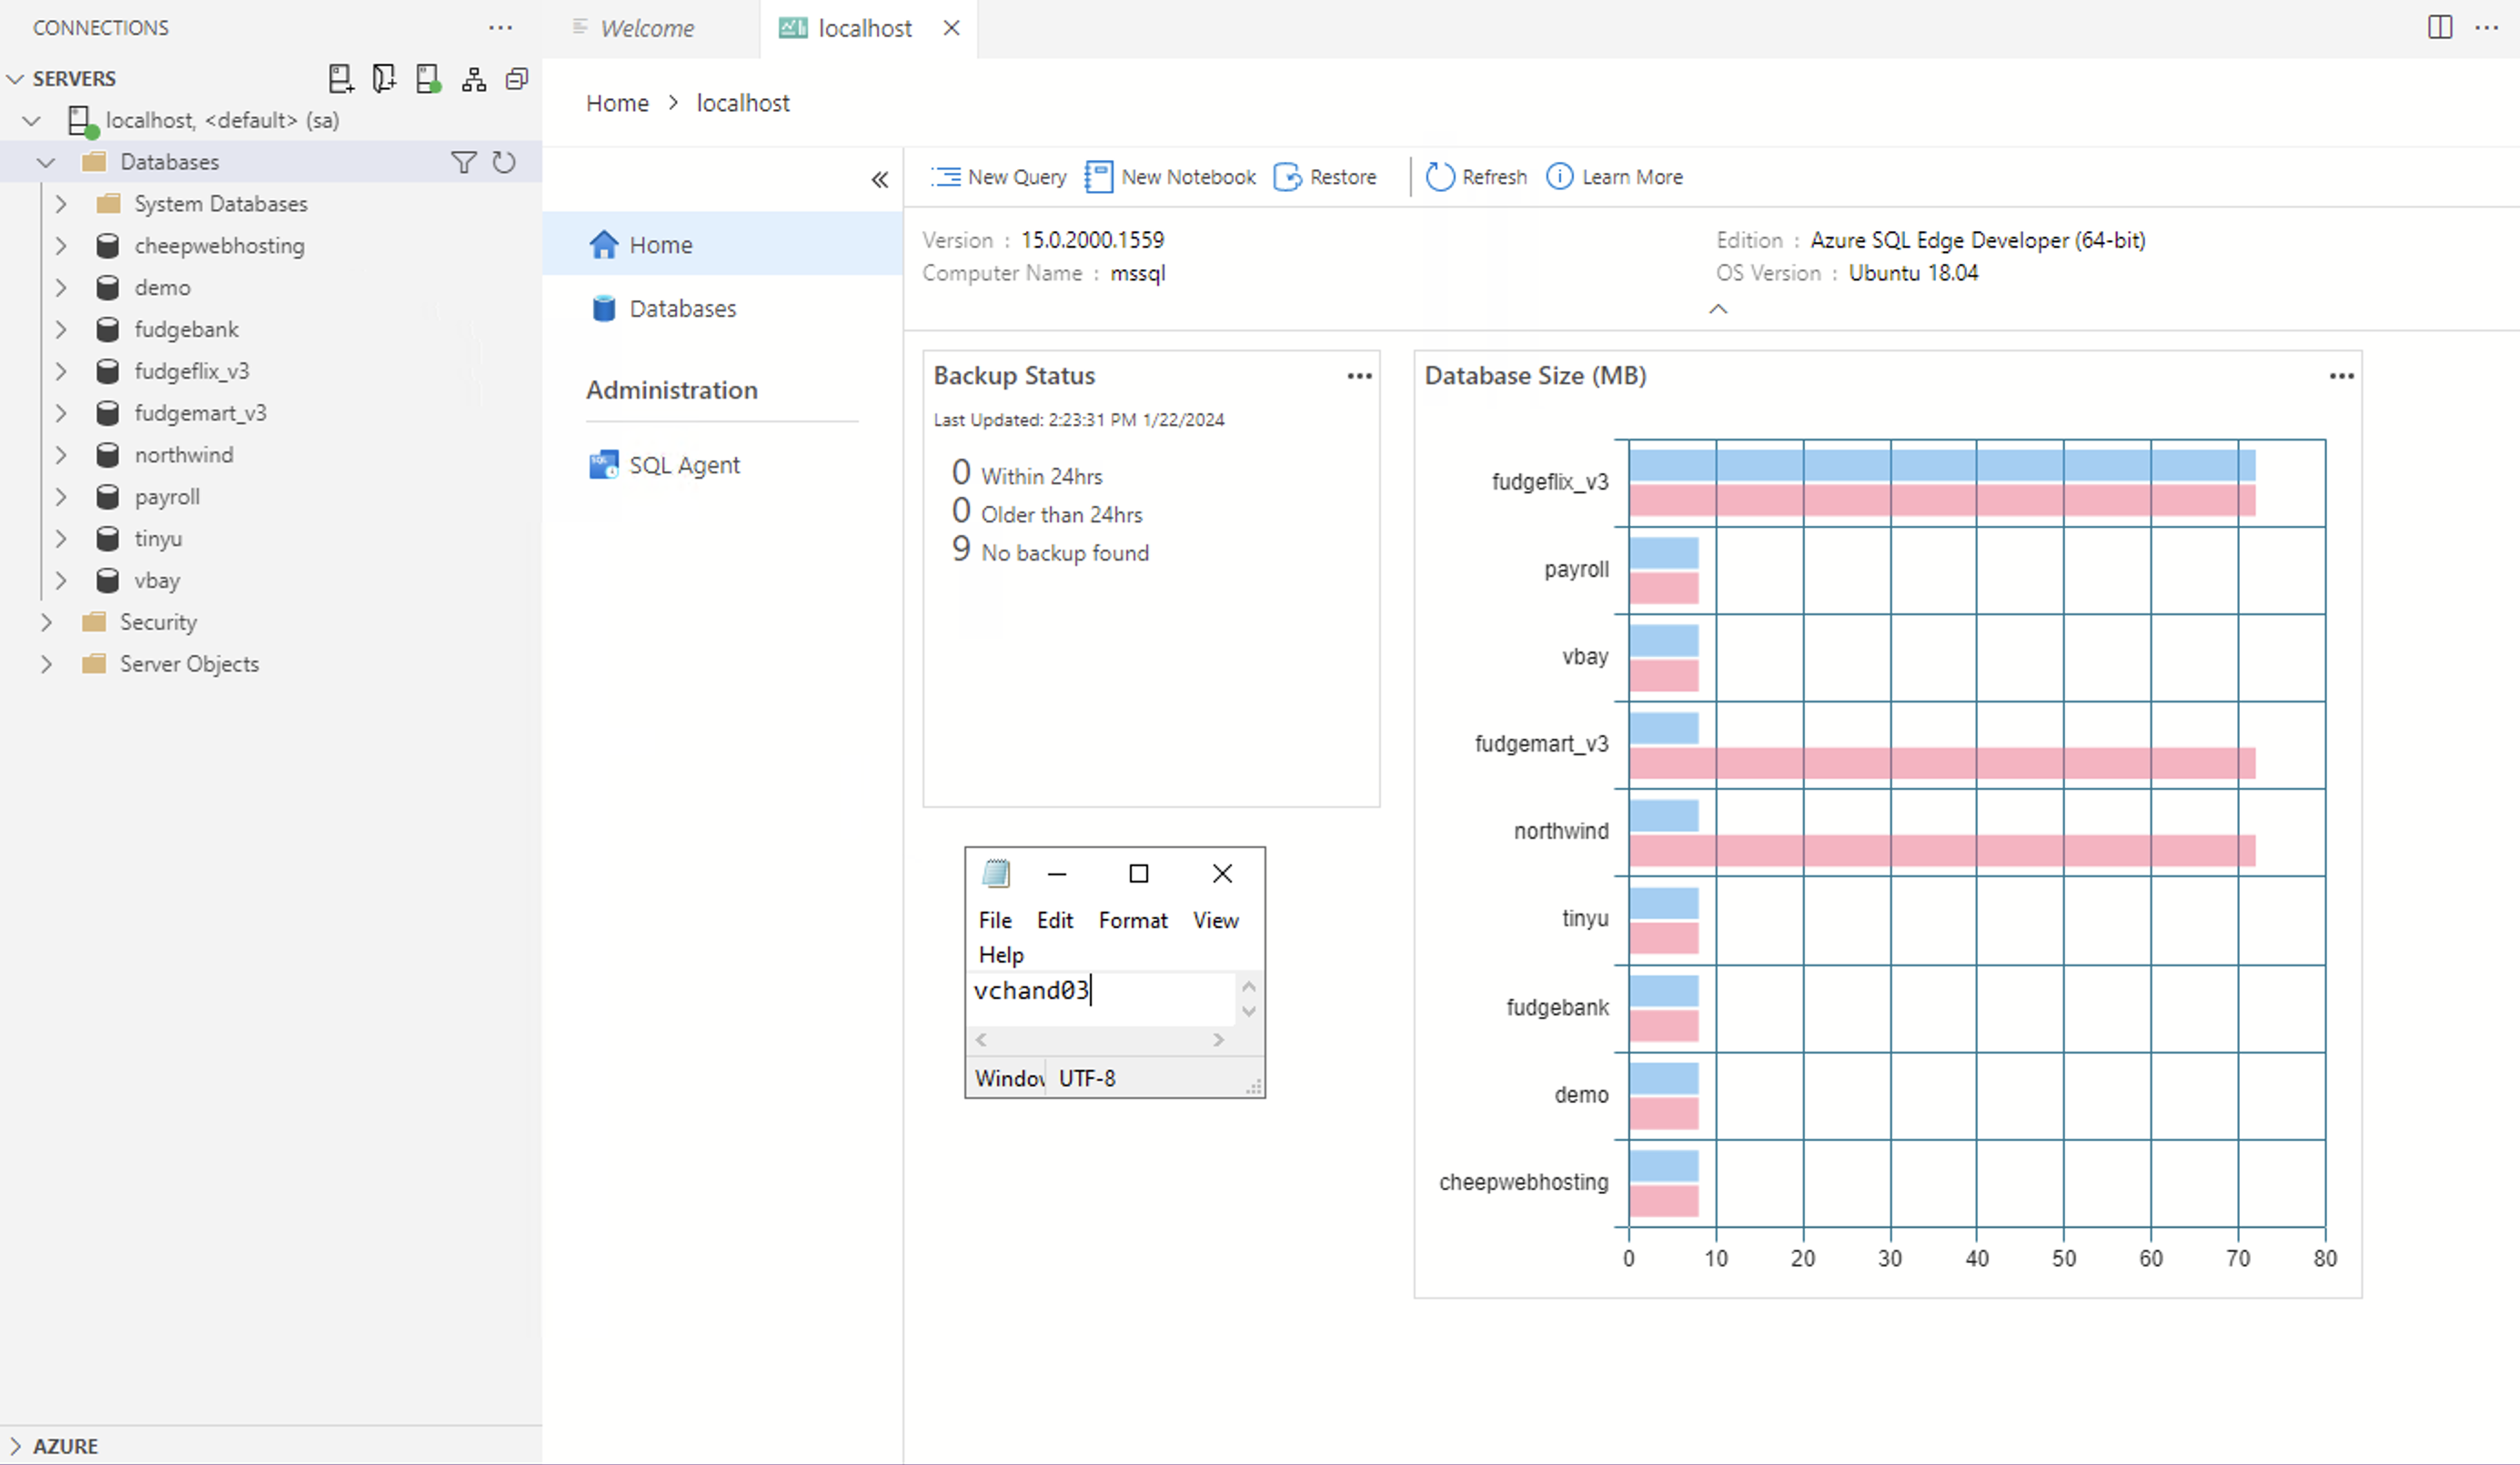 CONNECTIONS
Welcome
localhost
SERVERS
localhost, <default> (sa)
Databases
System Databases
cheepwebhosting
demo
fudgebank
fudgeflix_v3
fudgemart_v3
northwind
payroll
tinyu
vbay
Security
Server Objects
AZURE
Home > localhost
Home
Databases
Administration
SQL Agent
New Query New Notebook Restore Refresh Learn More
Version : 15.0.2000.1559
Computer Name : mssql
Edition : Azure SQL Edge Developer (64-bit)
OS Version : Ubuntu 18.04
Backup Status
Last Updated: 2:23:31 PM 1/22/2024
0 Within 24hrs
0 Older than 24hrs
9 No backup found
File Edit Format View
Help
vchand03
Window UTF-8
Database Size (MB)
fudgeflix_v3
payroll
vbay
fudgemart_v3
northwind
tinyu
fudgebank
demo
cheepwebhosting
0 10 20 30 40 50 60 70 80